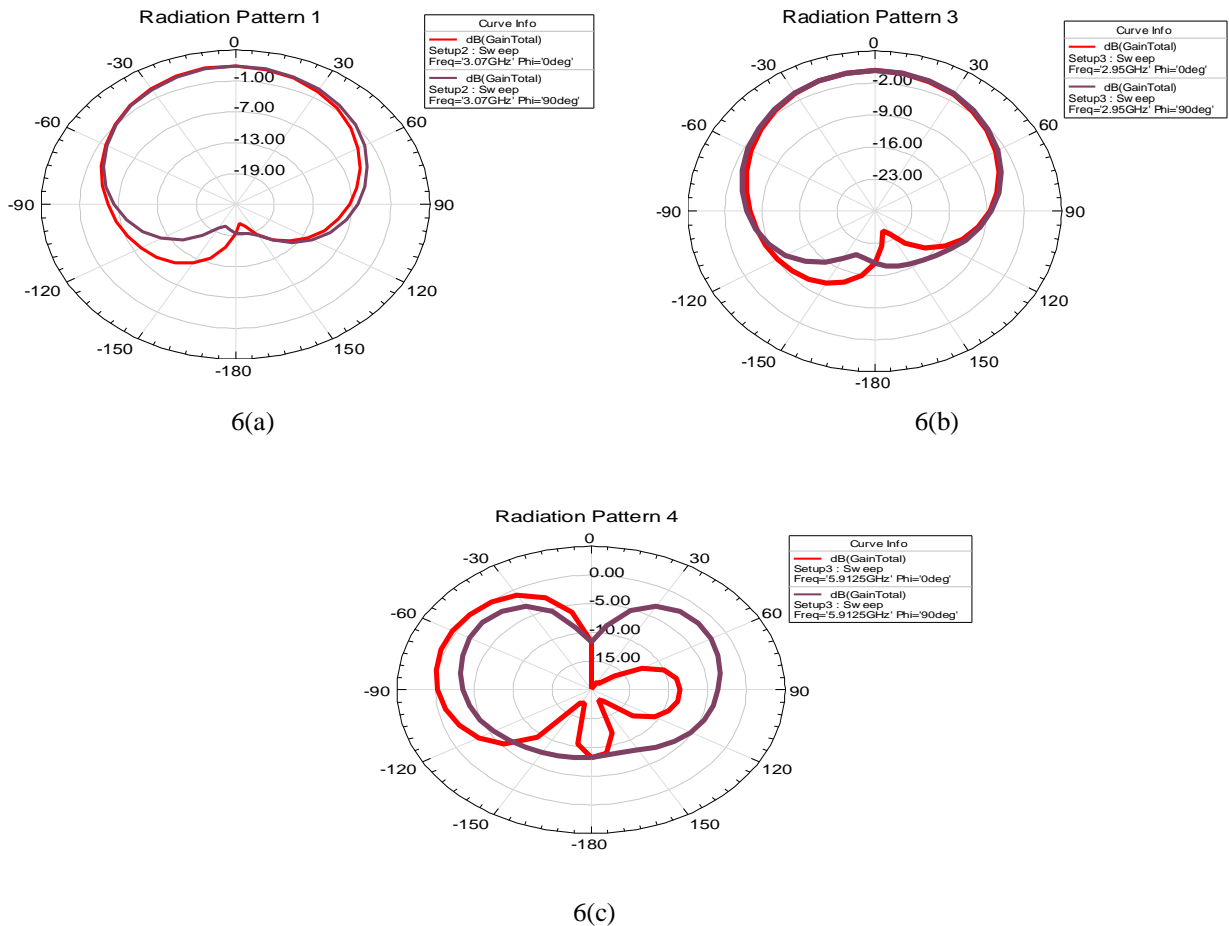 Radiation Pattern 1
Curve Info
dB(GainTotal)
Setup2 : Sweep
Freq='3.07GHz' Phi='0deg'
dB(GainTotal)
Setup2 : Sweep
Freq='3.07GHz' Phi='90deg'
0
-30
30
-1.00
-7.00
-60
60
-13.00
-19.00
-90
90
-120
120
-150
150
-180
6(a)
Radiation Pattern 3
Curve Info
dB(GainTotal)
Setup3 : Sweep
Freq='2.95GHz' Phi='0deg'
dB(GainTotal)
Setup3 : Sweep
Freq='2.95GHz' Phi='90deg'
0
-30
30
-2.00
-9.00
-60
60
-16.00
-23.00
-90
90
-120
120
-150
150
-180
6(b)
Radiation Pattern 4
Curve Info
dB(GainTotal)
Setup3 : Sweep
Freq='5.9125GHz' Phi='0deg'
dB(GainTotal)
Setup3 : Sweep
Freq='5.9125GHz' Phi='90deg'
0
-30
30
0.00
-5.00
-60
60
-10.00
15.00
-90
90
-120
120
-150
150
-180
6(c)